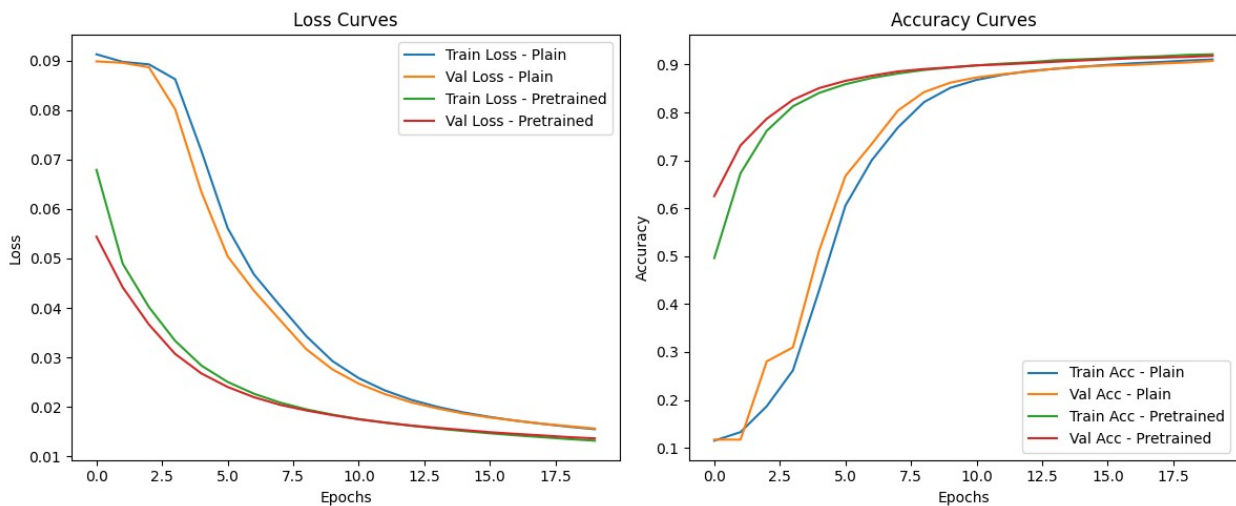 Loss Curves
Train Loss - Plain
Val Loss - Plain
Train Loss - Pretrained
Val Loss - Pretrained
0.09
0.08
0.07
0.06
0.05
0.04
0.03
0.02
0.01
Loss
0.0 2.5 5.0 7.5 10.0 12.5 15.0 17.5
Epochs
Accuracy Curves
0.9
0.8
0.7
0.6
0.5
0.4
0.3
0.2
0.1
Accuracy
Train Acc - Plain
Val Acc - Plain
Train Acc - Pretrained
Val Acc - Pretrained
0.0 2.5 5.0 7.5 10.0 12.5 15.0 17.5
Epochs